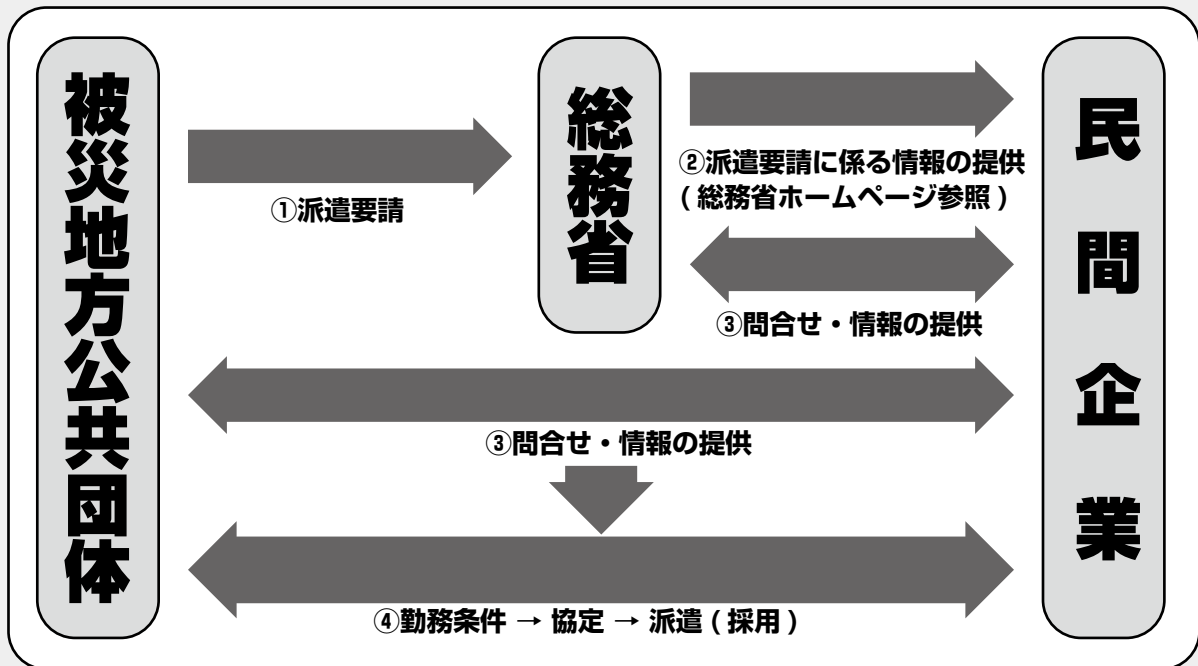 被災地方公共団体
①派遣要請
総務省
②派遣要請に係る情報の提供
( 総務省ホームページ参照 )
③問合せ・情報の提供
③問合せ・情報の提供
④勤務条件 → 協定 → 派遣 ( 採用 )
民間企業